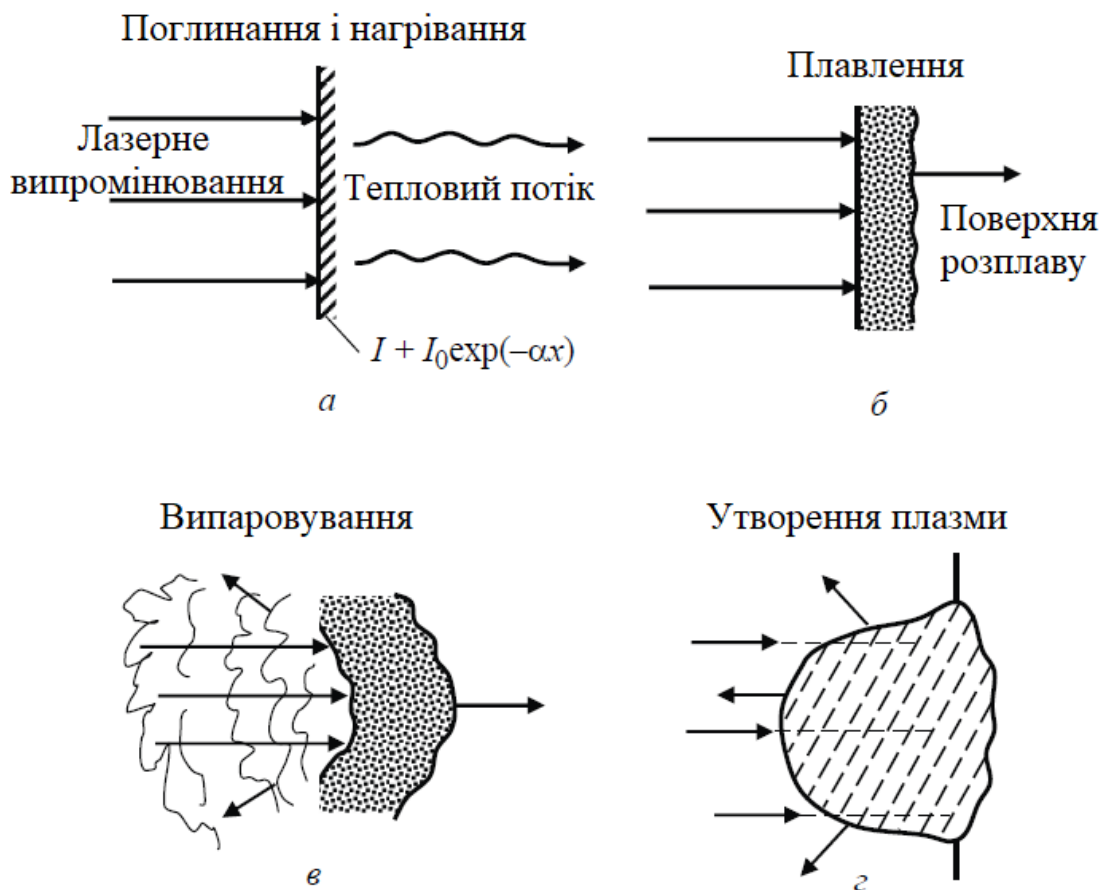 Поглинання і нагрівання
Лазерне
випромінювання
Тепловий потік
I + I₀exp(–αx)
а
Плавлення
Поверхня
розплаву
б
Випаровування
в
Утворення плазми
г